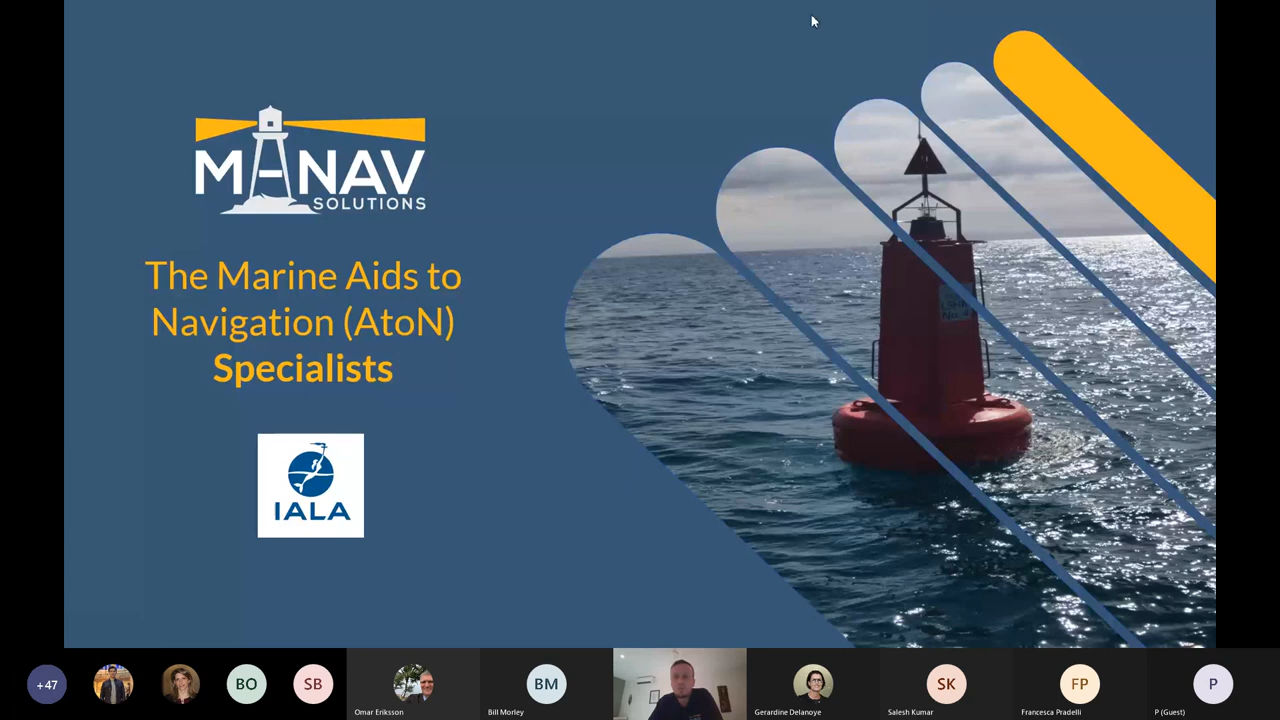 MANAV
SOLUTIONS
The Marine Aids to
Navigation (AtoN)
Specialists
IALA
+47
BO
SB
Omar Eriksson
BM
Bill Morley
Gerardine Delanoye
SK
Salesh Kumar
FP
Francesca Pradelli
P
P (Guest)